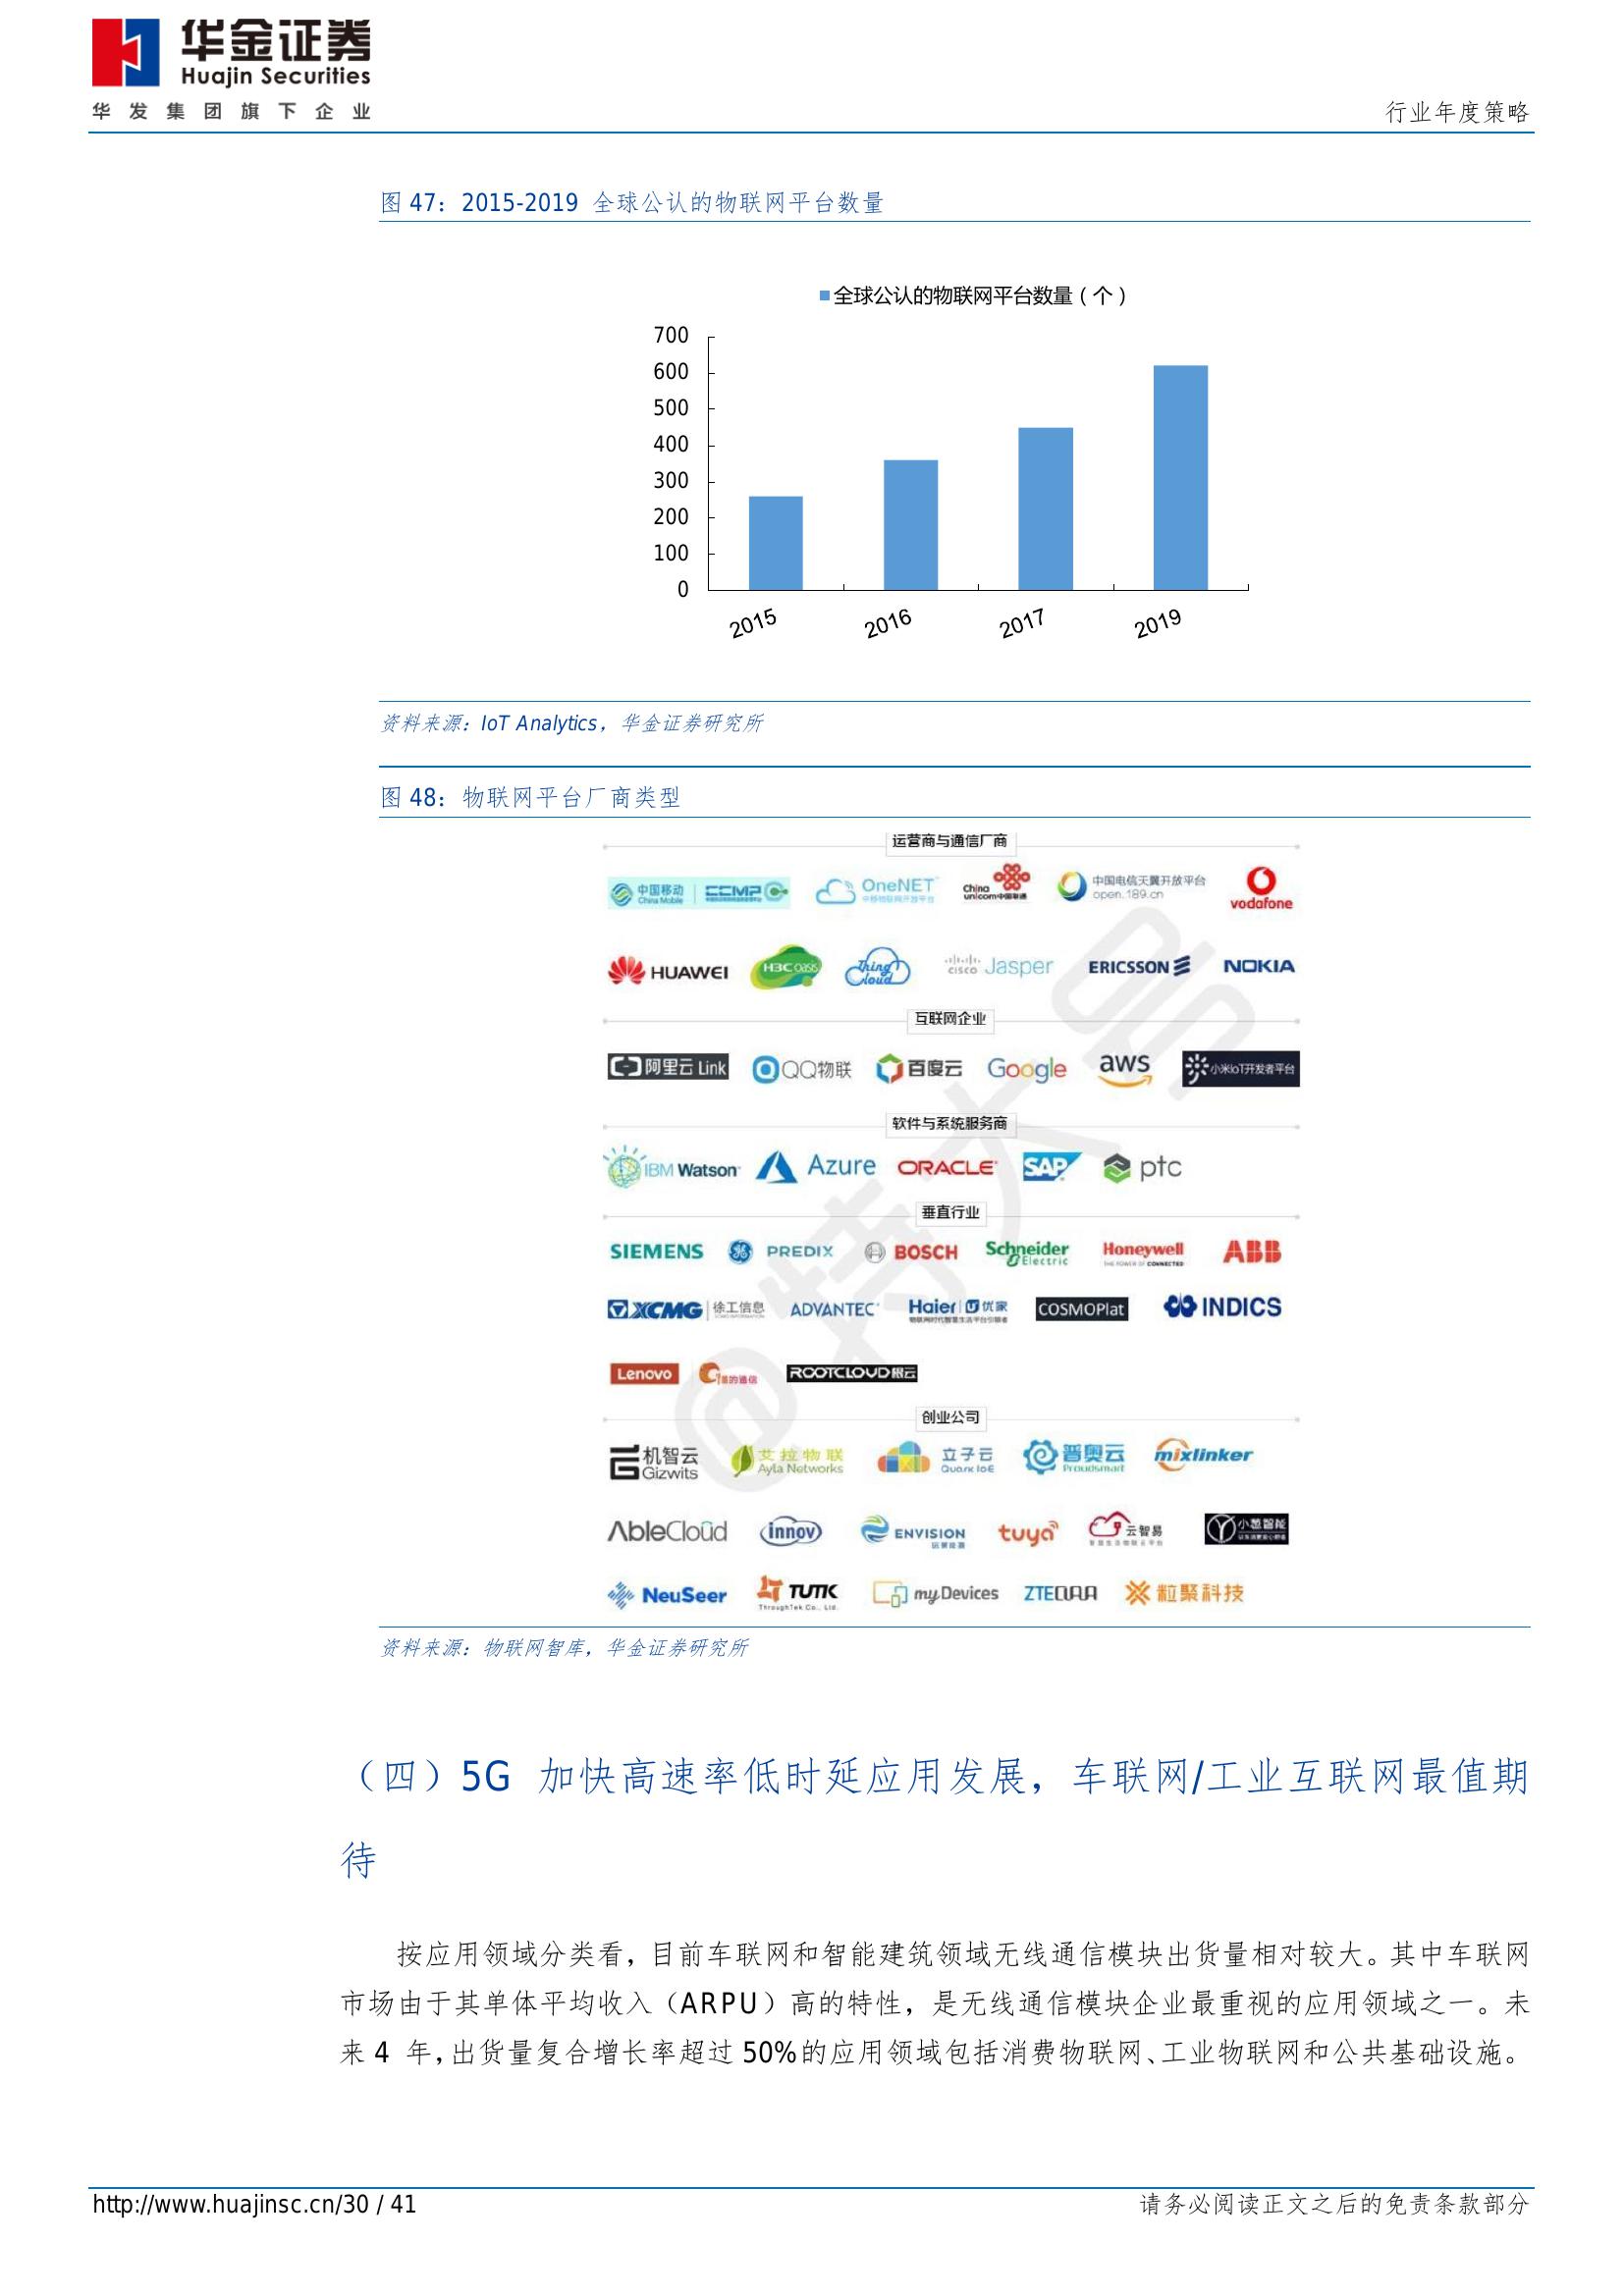 华金证券
Huajin Securities
华发集团旗下企业
行业年度策略
图 47：2015-2019 全球公认的物联网平台数量
全球公认的物联网平台数量（个）
700
600
500
400
300
200
100
0
2015 2016 2017 2019
资料来源：IoT Analytics，华金证券研究所
图 48：物联网平台厂商类型
运营商与通信厂商
中国移动 China Mobile CCMP OneNET 中移物联网开放平台 China unicom中国联通 中国电信天翼开放平台 open.189.cn vodafone
HUAWEI H3C oasis Thing Cloud CISCO Jasper ERICSSON NOKIA
互联网企业
阿里云 Link QQ物联 百度云 Google aws 小米IoT开发者平台
软件与系统服务商
IBM Watson Azure ORACLE SAP ptc
垂直行业
SIEMENS PREDIX BOSCH Schneider Electric Honeywell THE POWER OF CONNECTED ABB
XCMG 徐工信息 ADVANTEC Haier 优家 COSMOPlat INDICS
Lenovo ROOTCLOUD根云
创业公司
机智云 Gizwits 艾拉物联 Ayla Networks 立子云 Quark IoE 普奥云 Proudsmart mixlinker
AbleCloud innov ENVISION 远景能源 tuya 云智易 小葱智能
NeuSeer TUTK ThroughTek Co., Ltd. myDevices ZTE 粒聚科技
@特大号
资料来源：物联网智库，华金证券研究所
（四）5G 加快高速率低时延应用发展，车联网/工业互联网最值期
待
按应用领域分类看，目前车联网和智能建筑领域无线通信模块出货量相对较大。其中车联网
市场由于其单体平均收入（ARPU）高的特性，是无线通信模块企业最重视的应用领域之一。未
来 4 年，出货量复合增长率超过 50%的应用领域包括消费物联网、工业物联网和公共基础设施。
http://www.huajinsc.cn/30 / 41
请务必阅读正文之后的免责条款部分